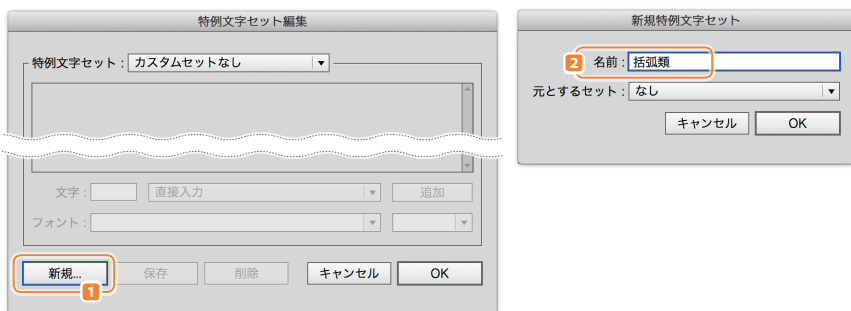 特例文字セット編集
特例文字セット : カスタムセットなし
文字 : 直接入力 追加
フォント :
新規... 保存 削除 キャンセル OK
1
新規特例文字セット
2 名前 : 括弧類
元とするセット : なし
キャンセル OK